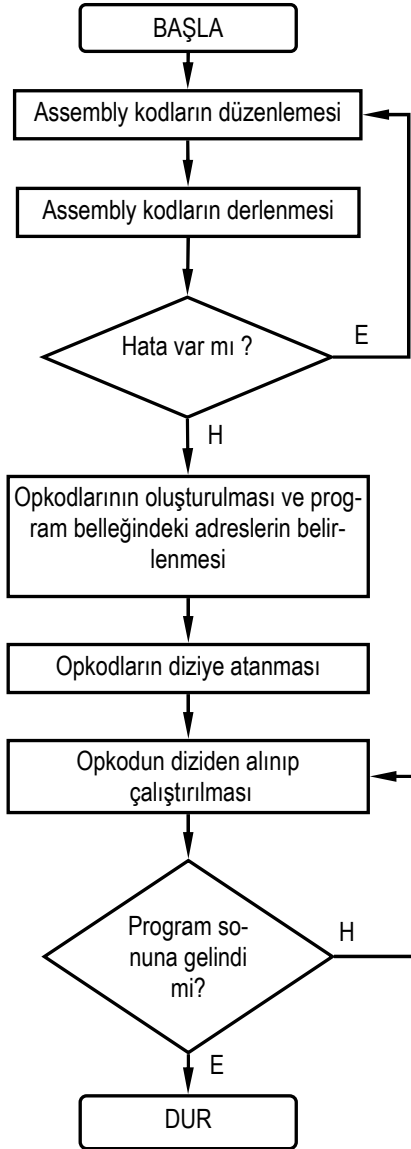 BAŞLA
Assembly kodların düzenlemesi
Assembly kodların derlenmesi
Hata var mı ?
E
H
Opkodlarının oluşturulması ve prog-
ram belleğindeki adreslerin belir-
lenmesi
Opkodların diziye atanması
Opkodun diziden alınıp
çalıştırılması
Program so-
nuna gelindi
mi?
H
E
DUR